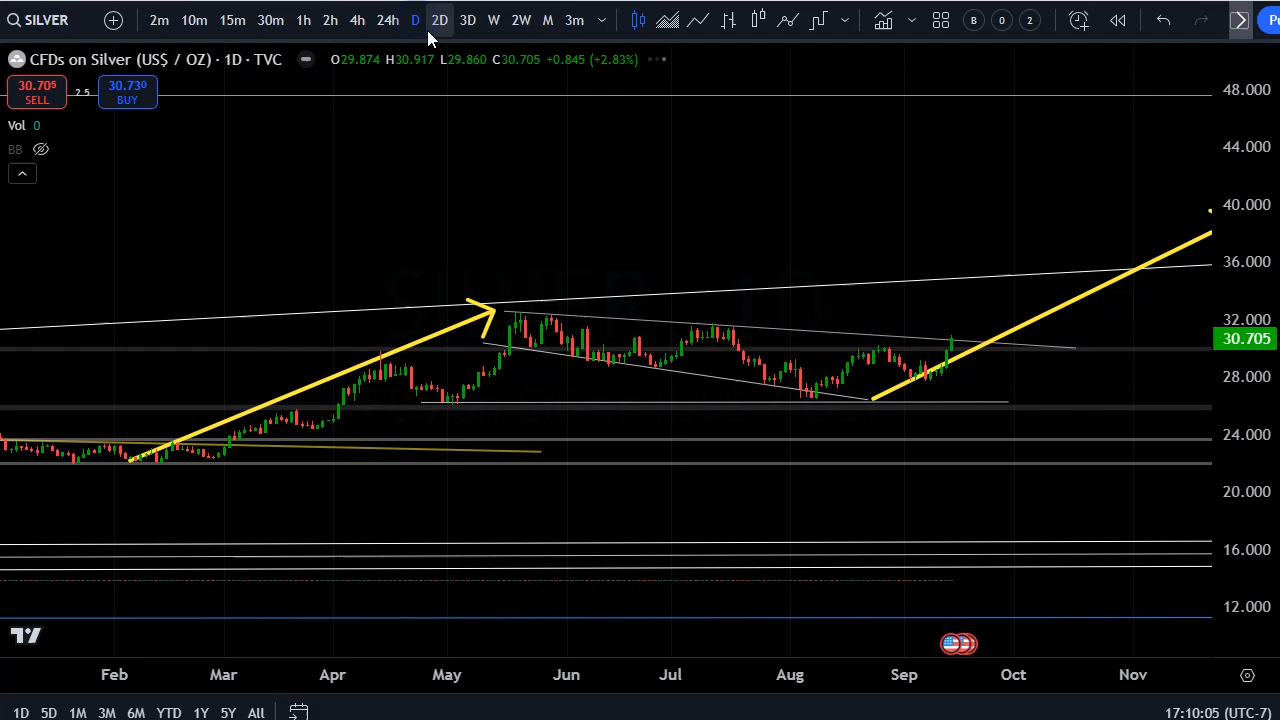 SILVER 2m 10m 15m 30m 1h 2h 4h 24h D 2D 3D W 2W M 3m B 0 2 Pu
CFDs on Silver (US$ / OZ) · 1D · TVC O29.874 H30.917 L29.860 C30.705 +0.845 (+2.83%)
30.705 SELL 2.5 30.730 BUY
Vol 0
BB
48.000
44.000
40.000
36.000
32.000
30.705
28.000
24.000
20.000
16.000
12.000
Feb Mar Apr May Jun Jul Aug Sep Oct Nov
1D 5D 1M 3M 6M YTD 1Y 5Y All 17:10:05 (UTC-7)